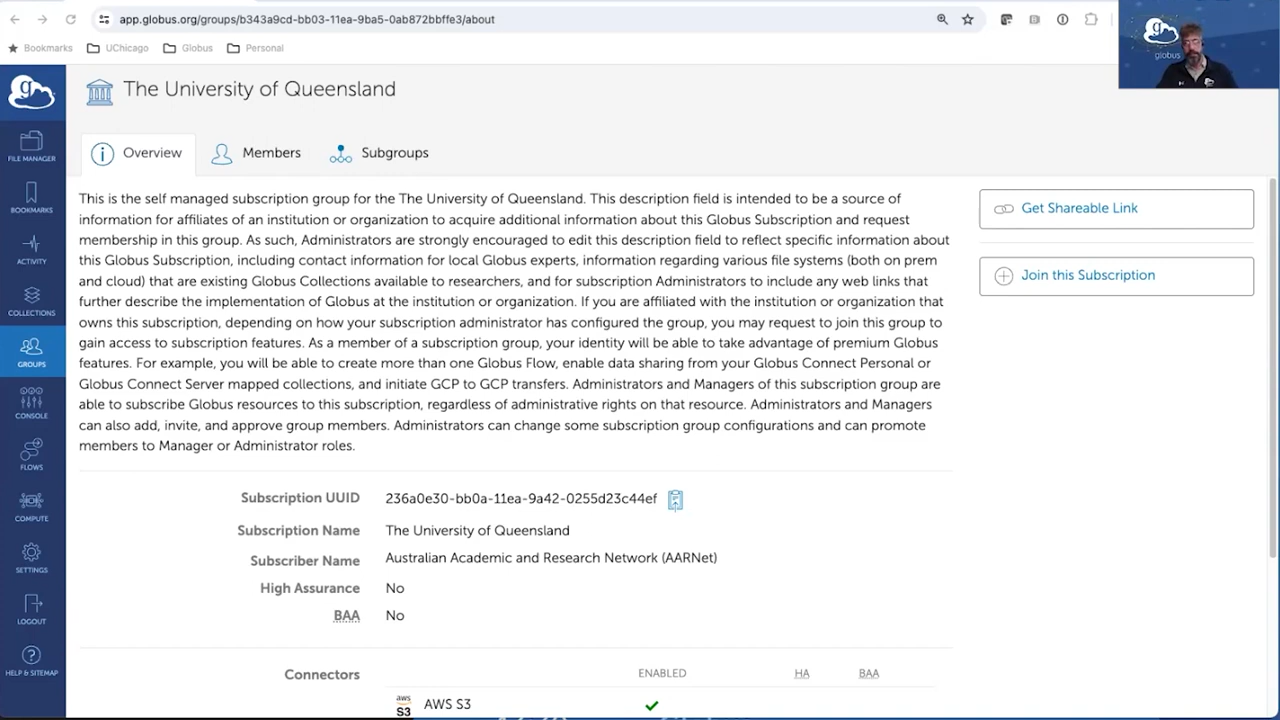 app.globus.org/groups/b343a9cd-bb03-11ea-9ba5-0ab872bbffe3/about
Bookmarks UChicago Globus Personal
globus
g
FILE MANAGER
BOOKMARKS
ACTIVITY
COLLECTIONS
GROUPS
CONSOLE
FLOWS
COMPUTE
SETTINGS
LOGOUT
HELP & SITEMAP
The University of Queensland
Overview Members Subgroups
This is the self managed subscription group for the The University of Queensland. This description field is intended to be a source of
information for affiliates of an institution or organization to acquire additional information about this Globus Subscription and request
membership in this group. As such, Administrators are strongly encouraged to edit this description field to reflect specific information about
this Globus Subscription, including contact information for local Globus experts, information regarding various file systems (both on prem
and cloud) that are existing Globus Collections available to researchers, and for subscription Administrators to include any web links that
further describe the implementation of Globus at the institution or organization. If you are affiliated with the institution or organization that
owns this subscription, depending on how your subscription administrator has configured the group, you may request to join this group to
gain access to subscription features. As a member of a subscription group, your identity will be able to take advantage of premium Globus
features. For example, you will be able to create more than one Globus Flow, enable data sharing from your Globus Connect Personal or
Globus Connect Server mapped collections, and initiate GCP to GCP transfers. Administrators and Managers of this subscription group are
able to subscribe Globus resources to this subscription, regardless of administrative rights on that resource. Administrators and Managers
can also add, invite, and approve group members. Administrators can change some subscription group configurations and can promote
members to Manager or Administrator roles.
Get Shareable Link
Join this Subscription
Subscription UUID 236a0e30-bb0a-11ea-9a42-0255d23c44ef
Subscription Name The University of Queensland
Subscriber Name Australian Academic and Research Network (AARNet)
High Assurance No
BAA No
Connectors ENABLED HA BAA
aws S3 AWS S3